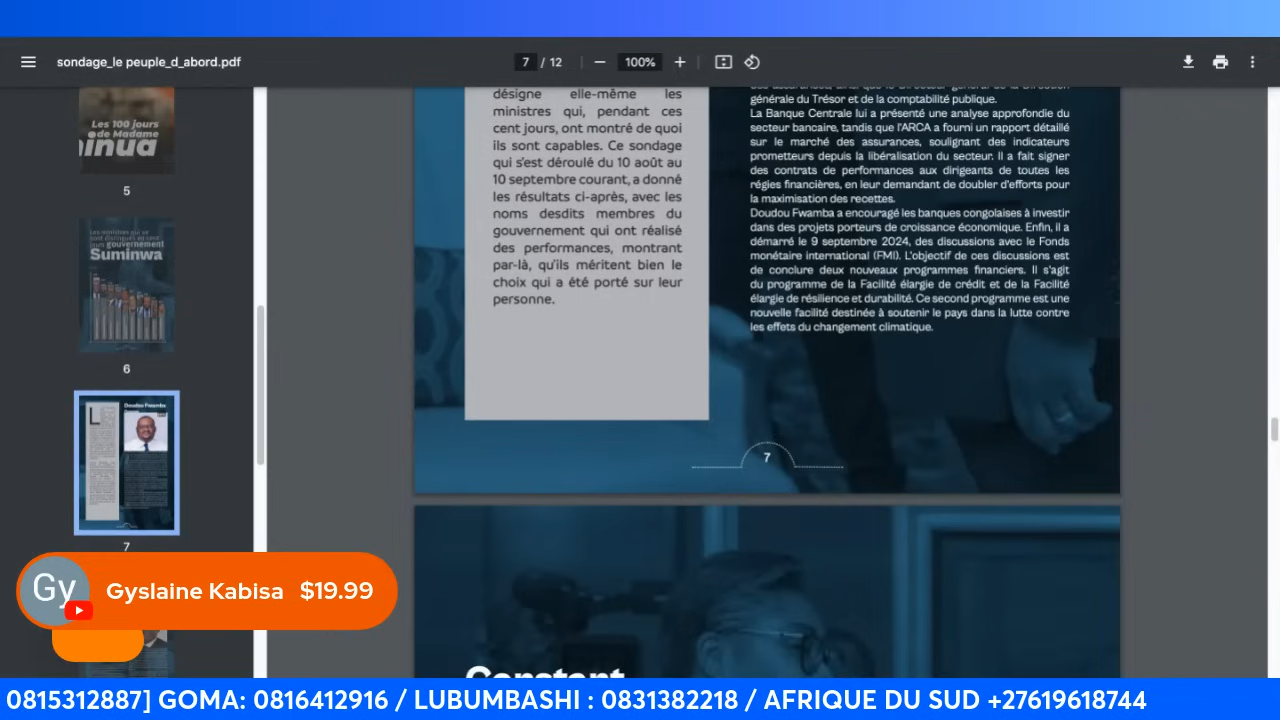 sondage_le peuple_d_abord.pdf
7 / 12
100%
Les 100 jours
de Madame
inua
5
Suminwa
6
Doudou Fwamba
7
désigne elle-même les
ministres qui, pendant ces
cent jours, ont montré de quoi
ils sont capables. Ce sondage
qui s'est déroulé du 10 août au
10 septembre courant, a donné
les résultats ci-après, avec les
noms desdits membres du
gouvernement qui ont réalisé
des performances, montrant
par-là, qu'ils méritent bien le
choix qui a été porté sur leur
personne.
générale du Trésor et de la comptabilité publique.
La Banque Centrale lui a présenté une analyse approfondie du
secteur bancaire, tandis que l'ARCA a fourni un rapport détaillé
sur le marché des assurances, soulignant des indicateurs
prometteurs depuis la libéralisation du secteur. Il a fait signer
des contrats de performances aux dirigeants de toutes les
régies financières, en leur demandant de doubler d'efforts pour
la maximisation des recettes.
Doudou Fwamba a encouragé les banques congolaises à investir
dans des projets porteurs de croissance économique. Enfin, il a
démarré le 9 septembre 2024, des discussions avec le Fonds
monétaire international (FMI). L'objectif de ces discussions est
de conclure deux nouveaux programmes financiers. Il s'agit
du programme de la Facilité élargie de crédit et de la Facilité
élargie de résilience et durabilité. Ce second programme est une
nouvelle facilité destinée à soutenir le pays dans la lutte contre
les effets du changement climatique.
7
Constant
Gy
Gyslaine Kabisa $19.99
0815312887] GOMA: 0816412916 / LUBUMBASHI : 0831382218 / AFRIQUE DU SUD +27619618744